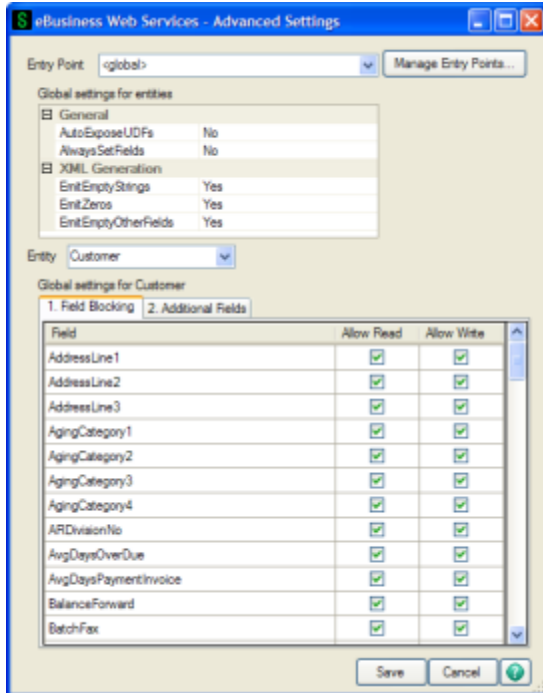 S eBusiness Web Services - Advanced Settings
Entry Point <global> Manage Entry Points...
Global settings for entities
General
AutoExposeUDFs No
AlwaysSetFields No
XML Generation
EmitEmptyStrings Yes
EmitZeros Yes
EmitEmptyOtherFields Yes
Entity Customer
Global settings for Customer
1. Field Blocking 2. Additional Fields
Field Allow Read Allow Write
AddressLine1
AddressLine2
AddressLine3
AgingCategory1
AgingCategory2
AgingCategory3
AgingCategory4
ARDivisionNo
AvgDaysOverDue
AvgDaysPaymentInvoice
BalanceForward
BatchFax
Save Cancel ?